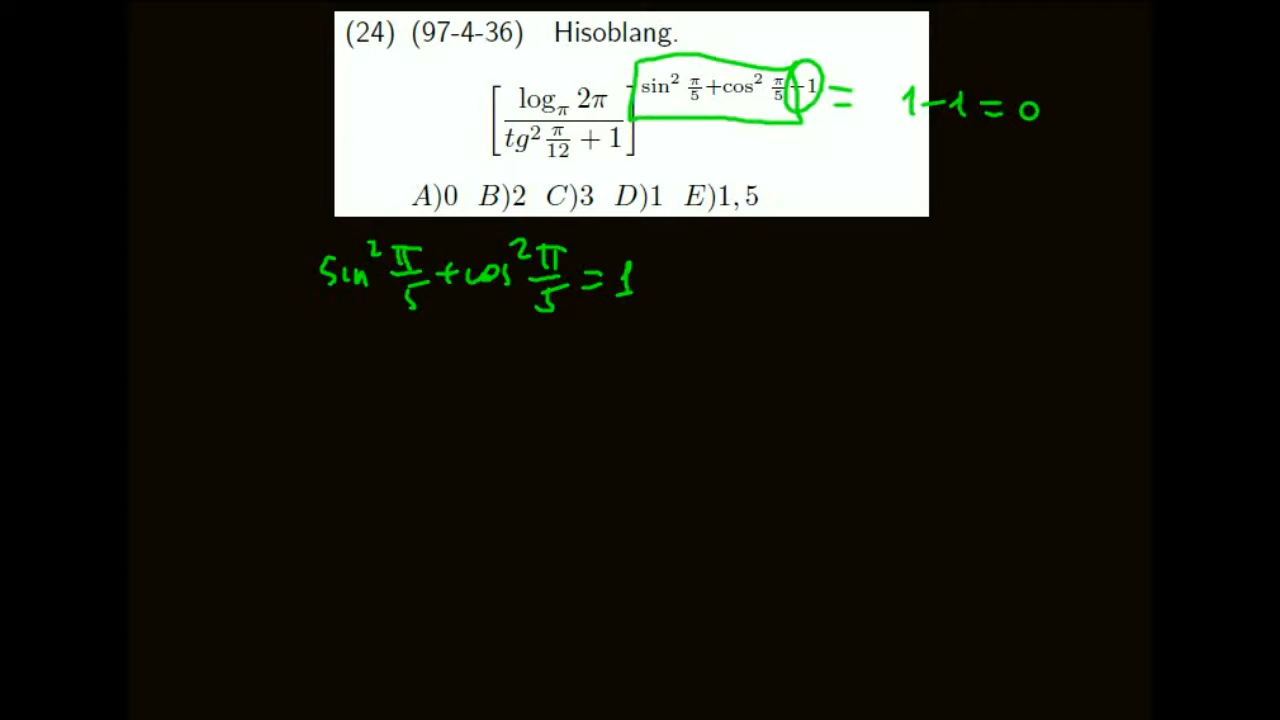 (24) (97-4-36) Hisoblang.
[log_π 2π / (tg² π/12 + 1)]^(sin² π/5 + cos² π/5 − 1) = 1 − 1 = 0
A)0 B)2 C)3 D)1 E)1,5
sin² π/5 + cos² π/5 = 1